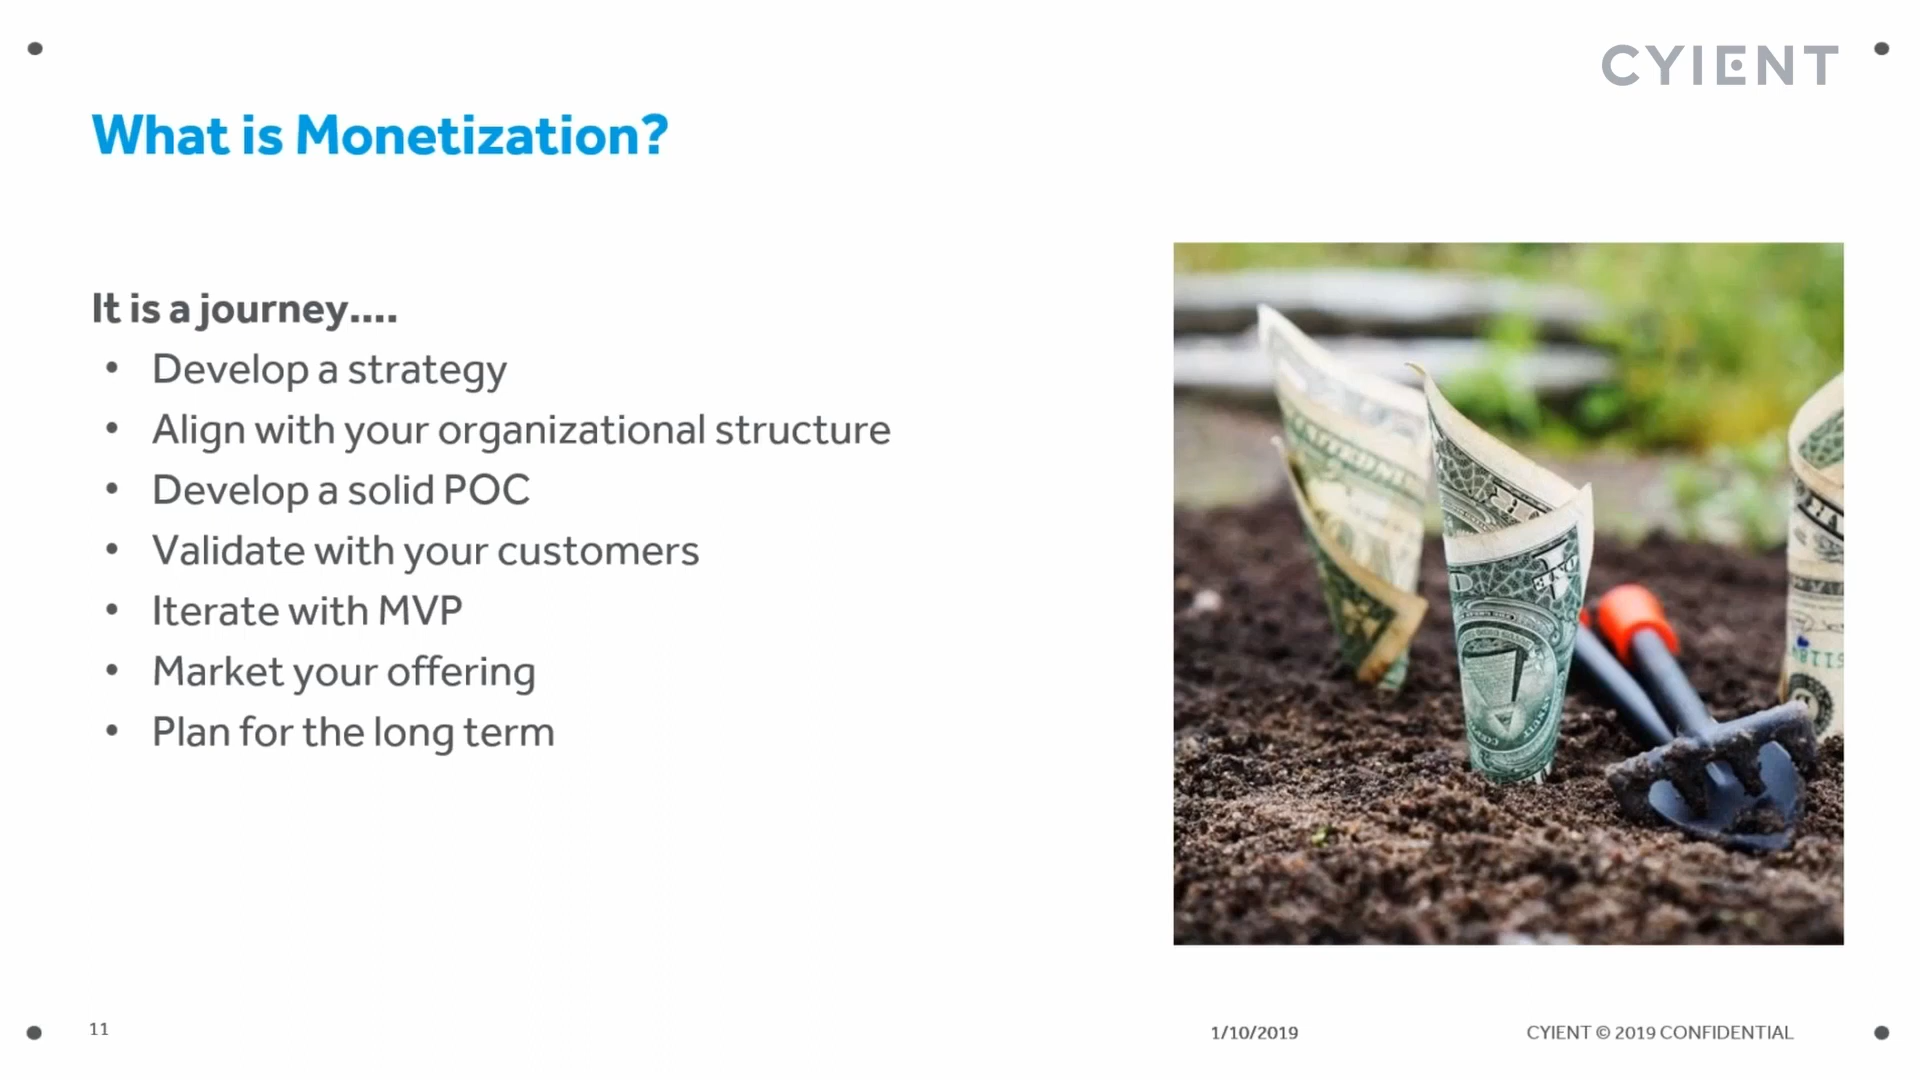 CYIENT
What is Monetization?
It is a journey....
• Develop a strategy
• Align with your organizational structure
• Develop a solid POC
• Validate with your customers
• Iterate with MVP
• Market your offering
• Plan for the long term
11
1/10/2019
CYIENT © 2019 CONFIDENTIAL